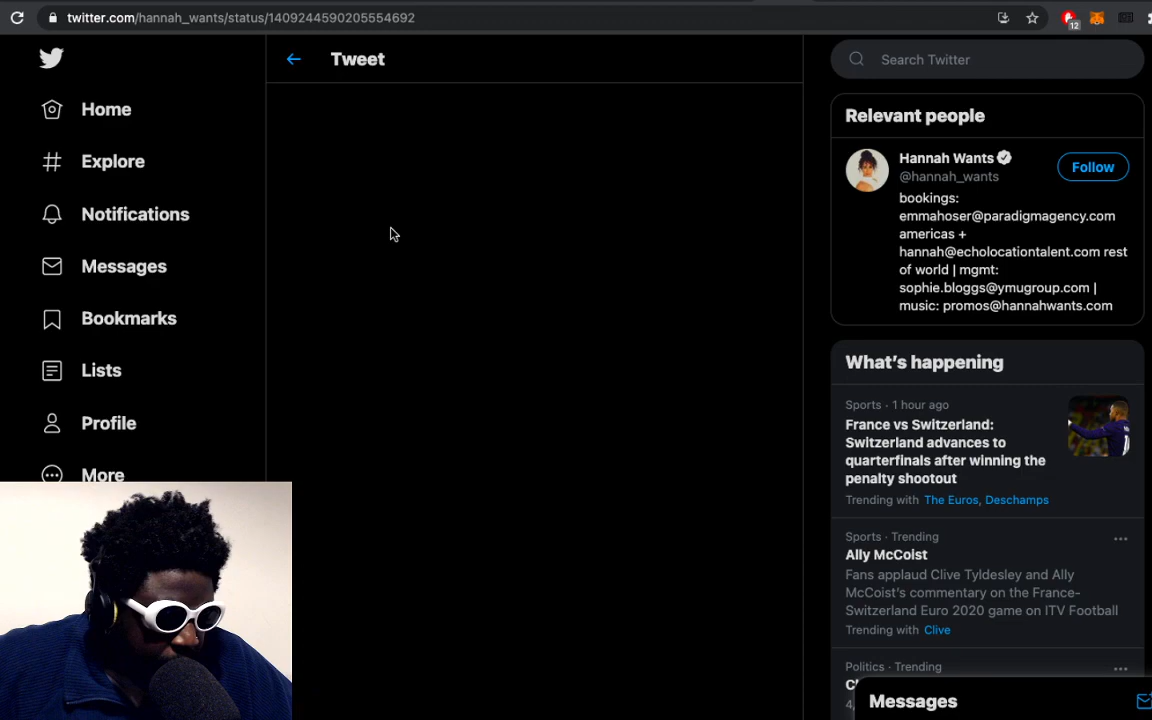 twitter.com/hannah_wants/status/1409244590205554692
12
Tweet
Search Twitter
Home
Explore
Notifications
Messages
Bookmarks
Lists
Profile
More
Relevant people
Hannah Wants
@hannah_wants
Follow
bookings:
emmahoser@paradigmagency.com
americas +
hannah@echolocationtalent.com rest
of world | mgmt:
sophie.bloggs@ymugroup.com |
music: promos@hannahwants.com
What's happening
Sports · 1 hour ago
France vs Switzerland:
Switzerland advances to
quarterfinals after winning the
penalty shootout
Trending with The Euros, Deschamps
Sports · Trending
Ally McCoist
Fans applaud Clive Tyldesley and Ally
McCoist's commentary on the France-
Switzerland Euro 2020 game on ITV Football
Trending with Clive
Politics · Trending
Messages